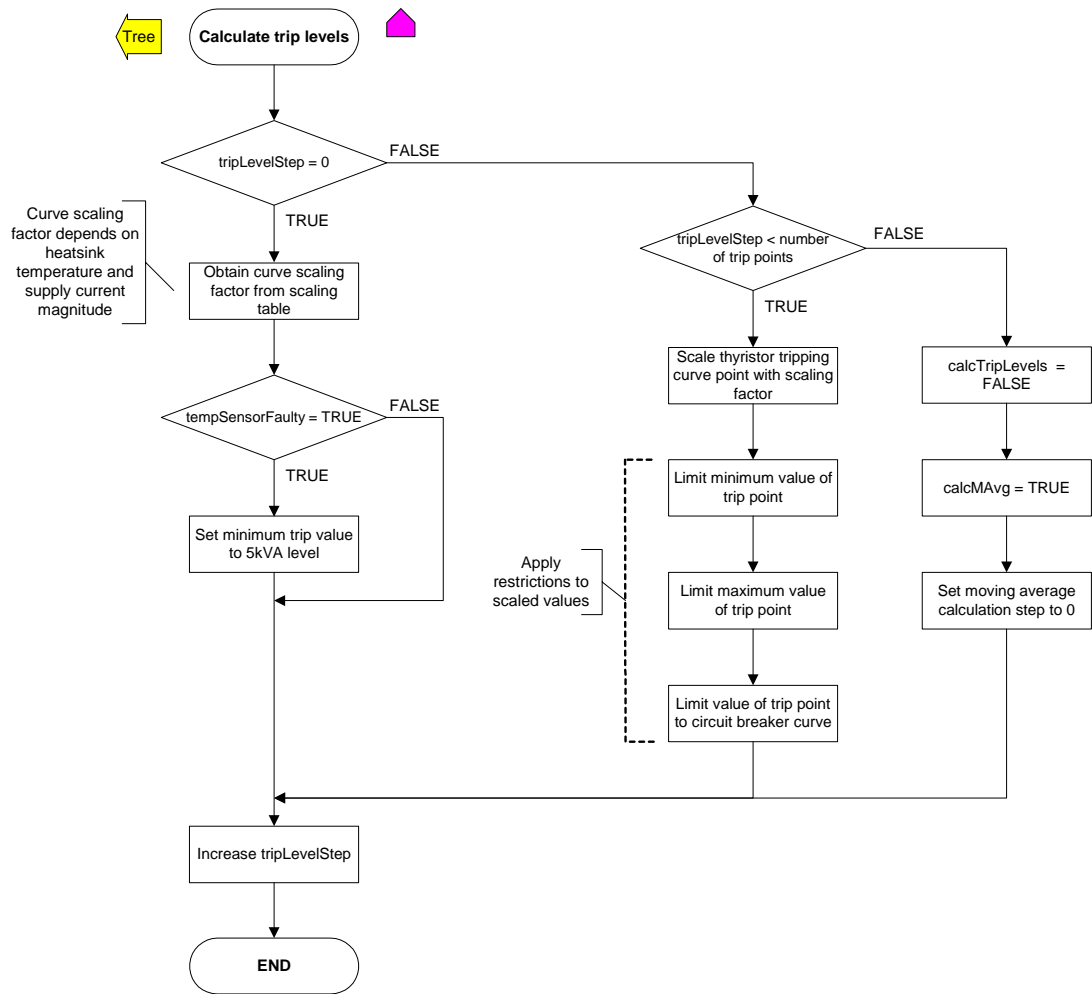 Tree
Calculate trip levels
tripLevelStep = 0
FALSE
TRUE
Curve scaling
factor depends on
heatsink
temperature and
supply current
magnitude
Obtain curve scaling
factor from scaling
table
tempSensorFaulty = TRUE
FALSE
TRUE
Set minimum trip value
to 5kVA level
tripLevelStep < number
of trip points
FALSE
TRUE
Scale thyristor tripping
curve point with scaling
factor
Limit minimum value of
trip point
Apply
restrictions to
scaled values
Limit maximum value
of trip point
Limit value of trip point
to circuit breaker curve
calcTripLevels =
FALSE
calcMAvg = TRUE
Set moving average
calculation step to 0
Increase tripLevelStep
END